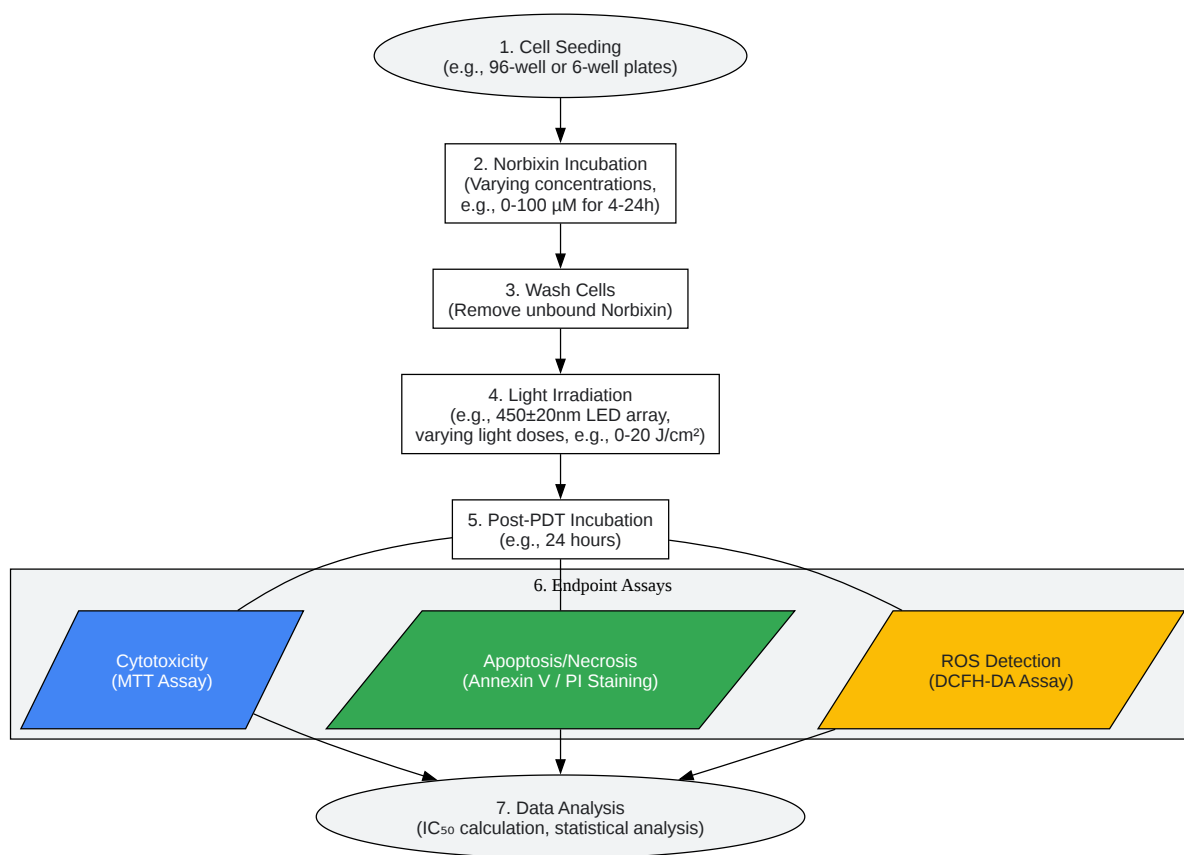 1. Cell Seeding
(e.g., 96-well or 6-well plates)
2. Norbixin Incubation
(Varying concentrations,
e.g., 0-100 µM for 4-24h)
3. Wash Cells
(Remove unbound Norbixin)
4. Light Irradiation
(e.g., 450±20nm LED array,
varying light doses, e.g., 0-20 J/cm²)
5. Post-PDT Incubation
(e.g., 24 hours)
6. Endpoint Assays
Cytotoxicity
(MTT Assay)
Apoptosis/Necrosis
(Annexin V / PI Staining)
ROS Detection
(DCFH-DA Assay)
7. Data Analysis
(IC₅₀ calculation, statistical analysis)